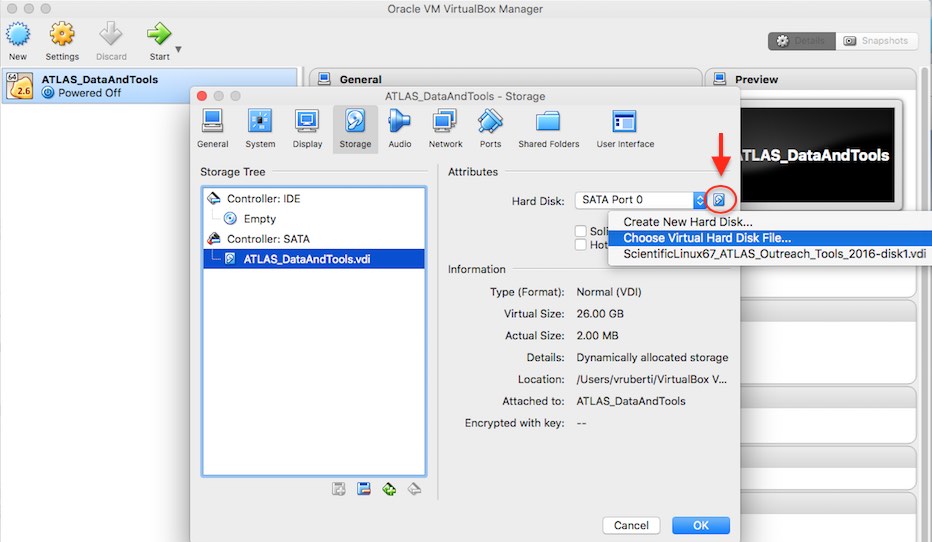 Oracle VM VirtualBox Manager
New
Settings
Discard
Start
Details
Snapshots
64
2.6
ATLAS_DataAndTools
Powered Off
General
Preview
ATLAS_DataAndTools - Storage
General
System
Display
Storage
Audio
Network
Ports
Shared Folders
User Interface
TLAS_DataAndTools
Storage Tree
Controller: IDE
Empty
Controller: SATA
ATLAS_DataAndTools.vdi
Attributes
Hard Disk: SATA Port 0
Soli
Hot
Create New Hard Disk...
Choose Virtual Hard Disk File...
ScientificLinux67_ATLAS_Outreach_Tools_2016-disk1.vdi
Information
Type (Format): Normal (VDI)
Virtual Size: 26.00 GB
Actual Size: 2.00 MB
Details: Dynamically allocated storage
Location: /Users/vruberti/VirtualBox V...
Attached to: ATLAS_DataAndTools
Encrypted with key: --
Cancel
OK